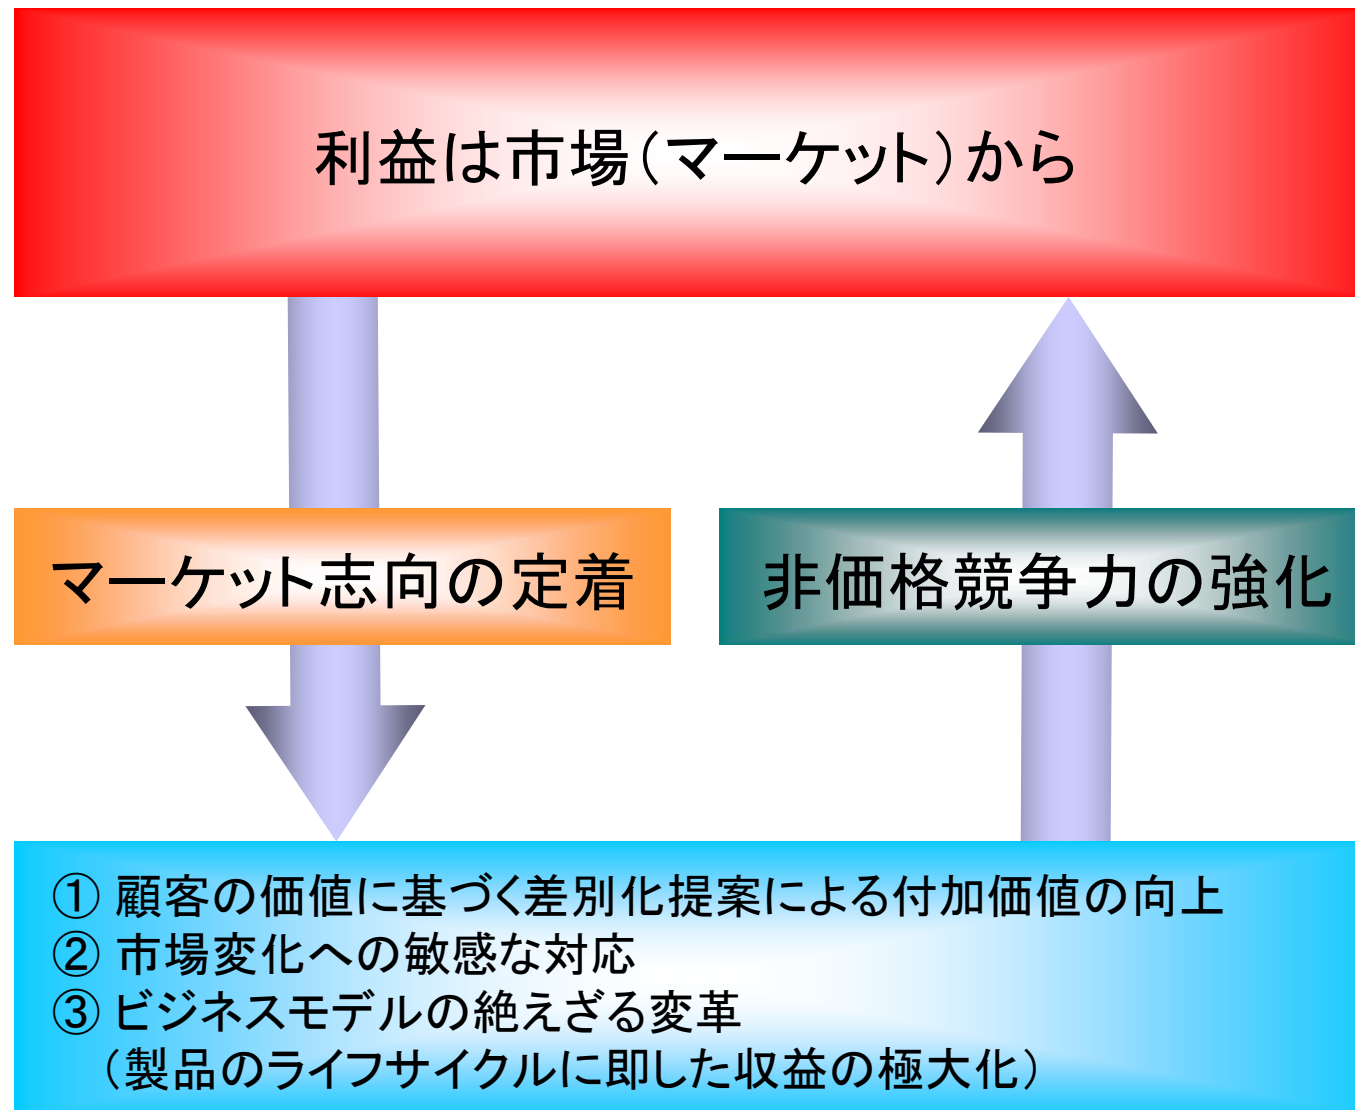 利益は市場（マーケット）から
マーケット志向の定着
非価格競争力の強化
① 顧客の価値に基づく差別化提案による付加価値の向上
② 市場変化への敏感な対応
③ ビジネスモデルの絶えざる変革
（製品のライフサイクルに即した収益の極大化）